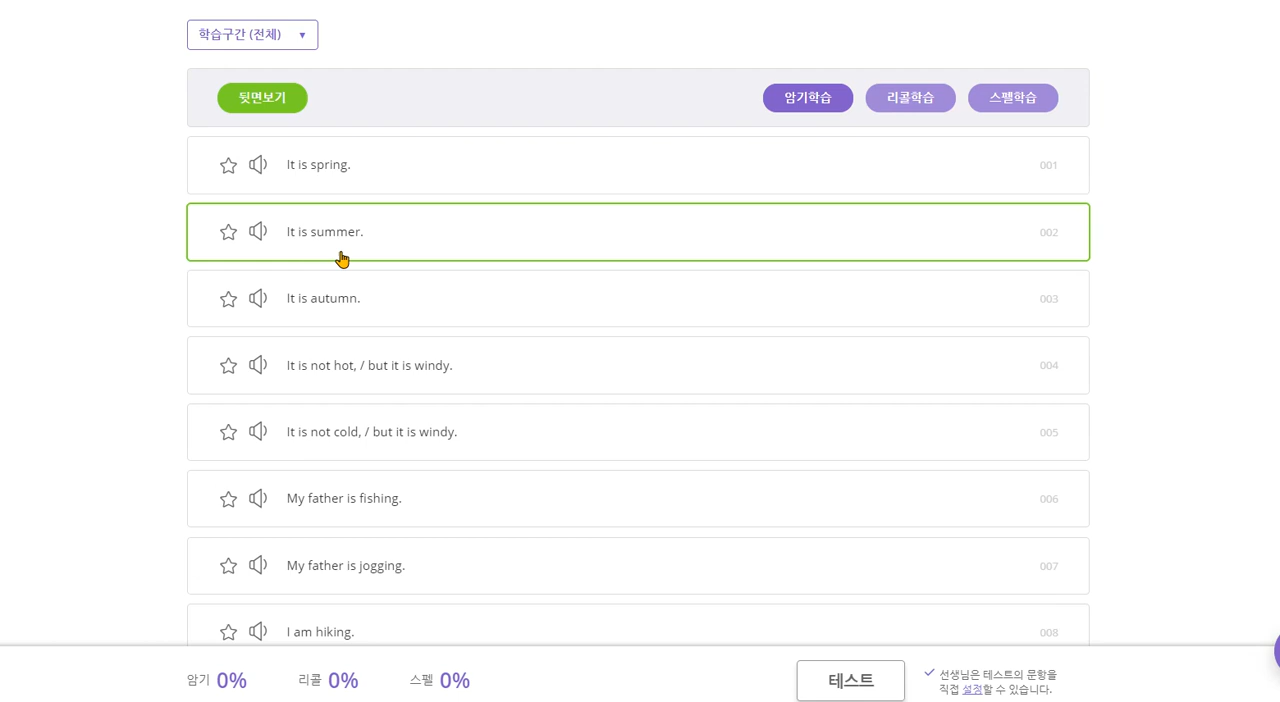 학습구간 (전체) ▼
뒷면보기 암기학습 리콜학습 스펠학습
It is spring. 001
It is summer. 002
It is autumn. 003
It is not hot, / but it is windy. 004
It is not cold, / but it is windy. 005
My father is fishing. 006
My father is jogging. 007
I am hiking. 008
암기 0% 리콜 0% 스펠 0% 테스트
선생님은 테스트의 문항을
직접 설정할 수 있습니다.